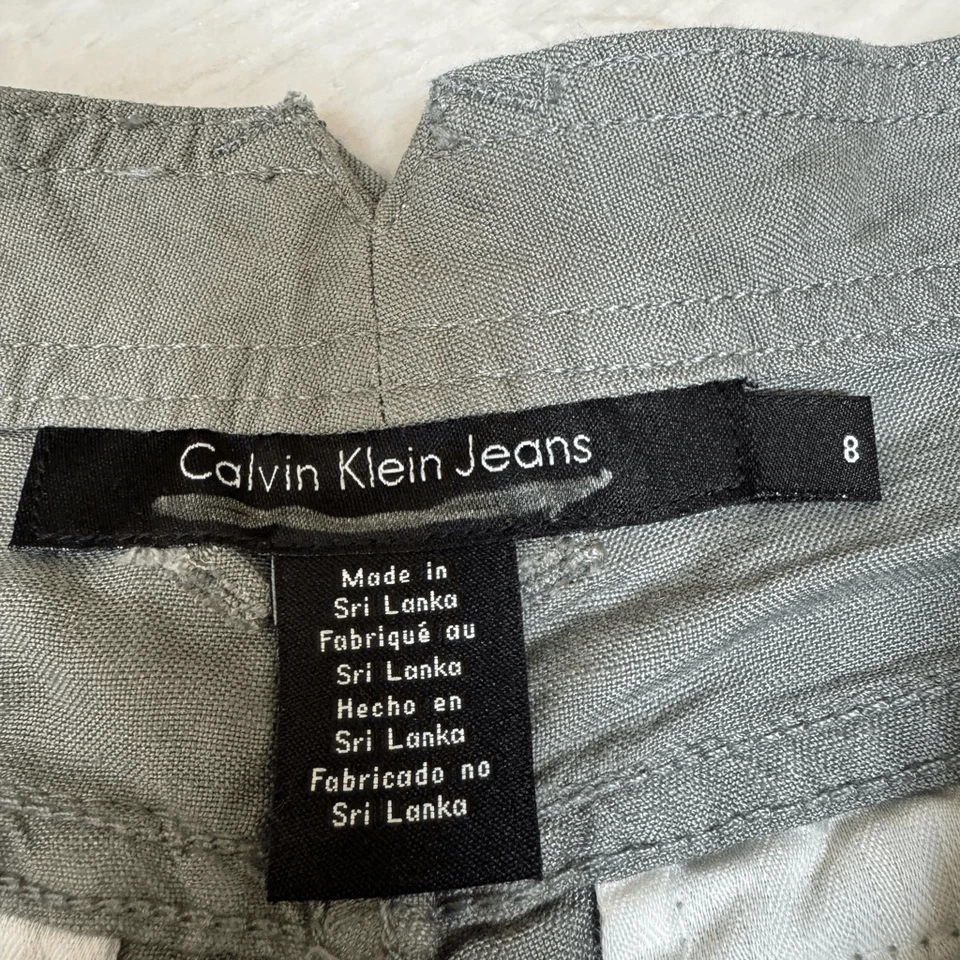 Calvin Klein Jeans
8
Made in
Sri Lanka
Fabriqué au
Sri Lanka
Hecho en
Sri Lanka
Fabricado no
Sri Lanka